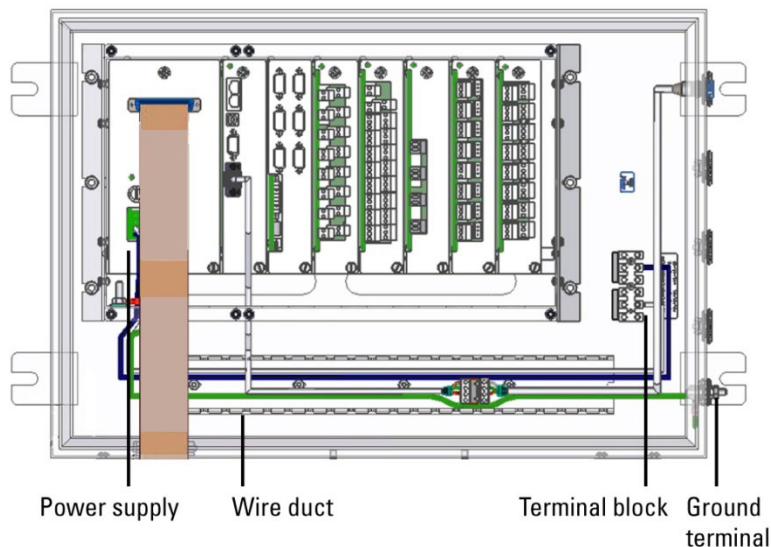 Power supply
Wire duct
Terminal block
Ground
terminal